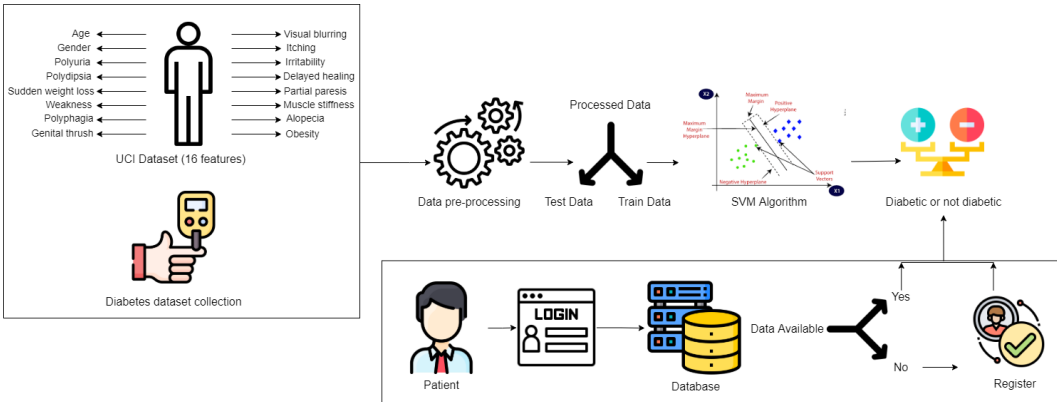 Age
Gender
Polyuria
Polydipsia
Sudden weight loss
Weakness
Polyphagia
Genital thrush
Visual blurring
Itching
Irritability
Delayed healing
Partial paresis
Muscle stiffness
Alopecia
Obesity
UCI Dataset (16 features)
Diabetes dataset collection
Data pre-processing
Processed Data
Test Data
Train Data
X2
Maximum
Margin
Positive
Hyperplane
Maximum
Margin
Hyperplane
Negative Hyperplane
Support
Vectors
X1
SVM Algorithm
Diabetic or not diabetic
Patient
LOGIN
Database
Data Available
Yes
No
Register